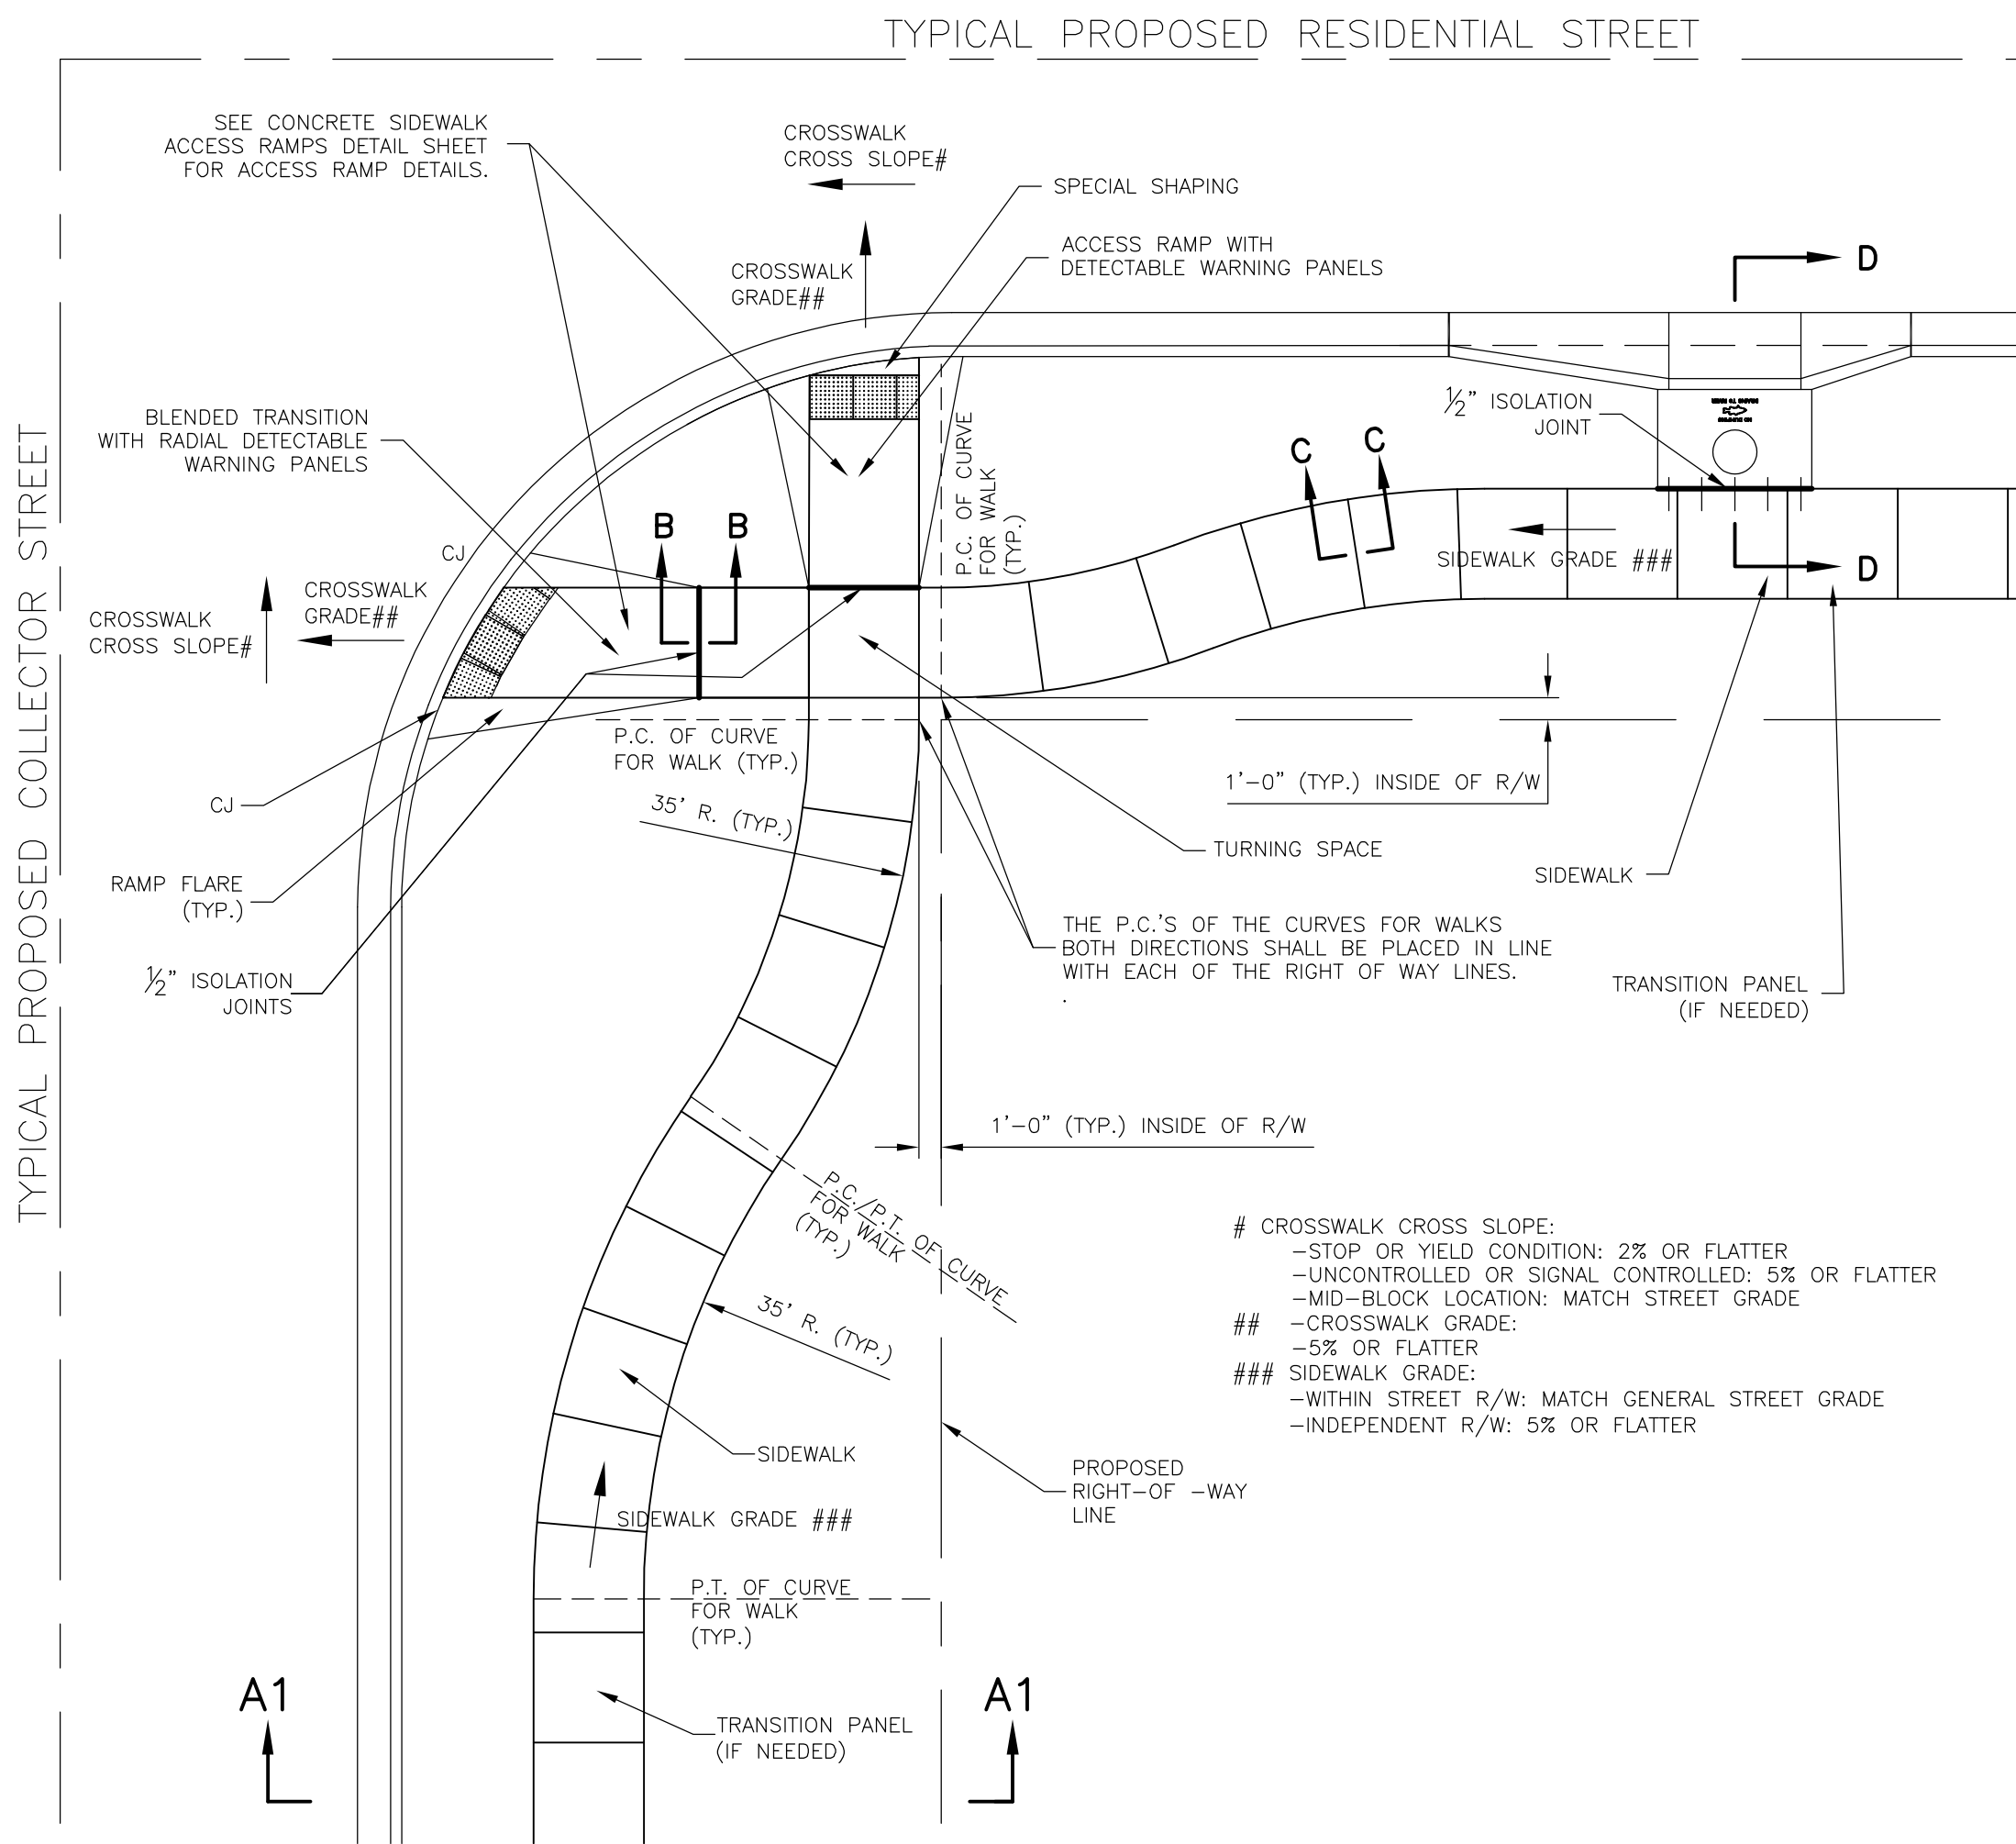 TYPICAL PROPOSED RESIDENTIAL STREET
SEE CONCRETE SIDEWALK
ACCESS RAMPS DETAIL SHEET
FOR ACCESS RAMP DETAILS.
CROSSWALK
CROSS SLOPE#
SPECIAL SHAPING
ACCESS RAMP WITH
DETECTABLE WARNING PANELS
CROSSWALK
GRADE##
D
BLENDED TRANSITION
WITH RADIAL DETECTABLE
WARNING PANELS
P.C. OF CURVE
FOR WALK
(TYP.)
1/2" ISOLATION
JOINT
NO DUMPING
DRAINS TO RIVER
C
C
B
B
CJ
SIDEWALK GRADE ###
D
CROSSWALK
GRADE##
CROSSWALK
CROSS SLOPE#
TYPICAL PROPOSED COLLECTOR STREET
P.C. OF CURVE
FOR WALK (TYP.)
1'-0" (TYP.) INSIDE OF R/W
CJ
35' R. (TYP.)
TURNING SPACE
SIDEWALK
RAMP FLARE
(TYP.)
THE P.C.'S OF THE CURVES FOR WALKS
BOTH DIRECTIONS SHALL BE PLACED IN LINE
WITH EACH OF THE RIGHT OF WAY LINES.
.
1/2" ISOLATION
JOINTS
TRANSITION PANEL
(IF NEEDED)
1'-0" (TYP.) INSIDE OF R/W
P.C./P.T. OF CURVE
FOR WALK
(TYP.)
# CROSSWALK CROSS SLOPE:
-STOP OR YIELD CONDITION: 2% OR FLATTER
-UNCONTROLLED OR SIGNAL CONTROLLED: 5% OR FLATTER
-MID-BLOCK LOCATION: MATCH STREET GRADE
## -CROSSWALK GRADE:
-5% OR FLATTER
### SIDEWALK GRADE:
-WITHIN STREET R/W: MATCH GENERAL STREET GRADE
-INDEPENDENT R/W: 5% OR FLATTER
35' R. (TYP.)
SIDEWALK
PROPOSED
RIGHT-OF -WAY
LINE
SIDEWALK GRADE ###
P.T. OF CURVE
FOR WALK
(TYP.)
A1
A1
TRANSITION PANEL
(IF NEEDED)